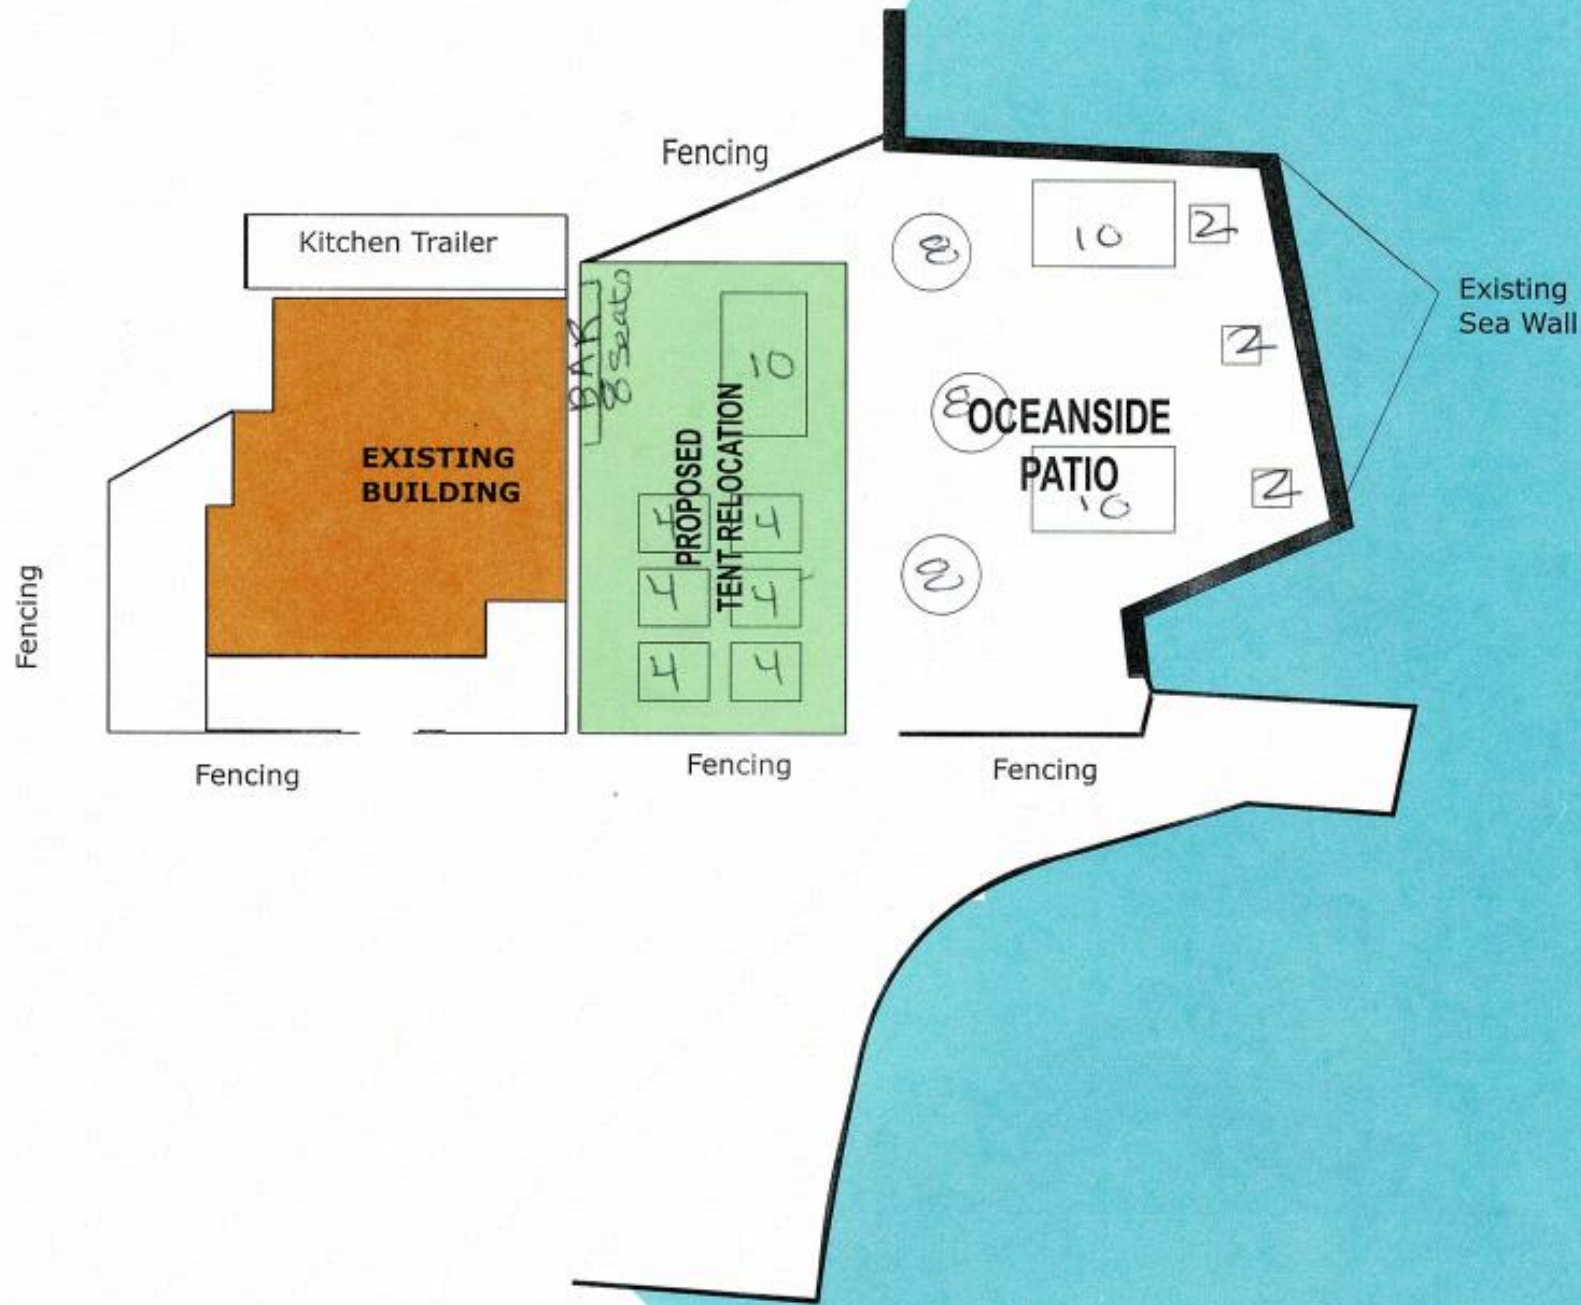 Fencing
Kitchen Trailer
BAR
8 Seats
10
10
2
8
Existing
Sea Wall
2
8
OCEANSIDE
PATIO
10
2
8
EXISTING
BUILDING
PROPOSED
TENT RELOCATION
4
4
4
4
4
4
Fencing
Fencing
Fencing
Fencing